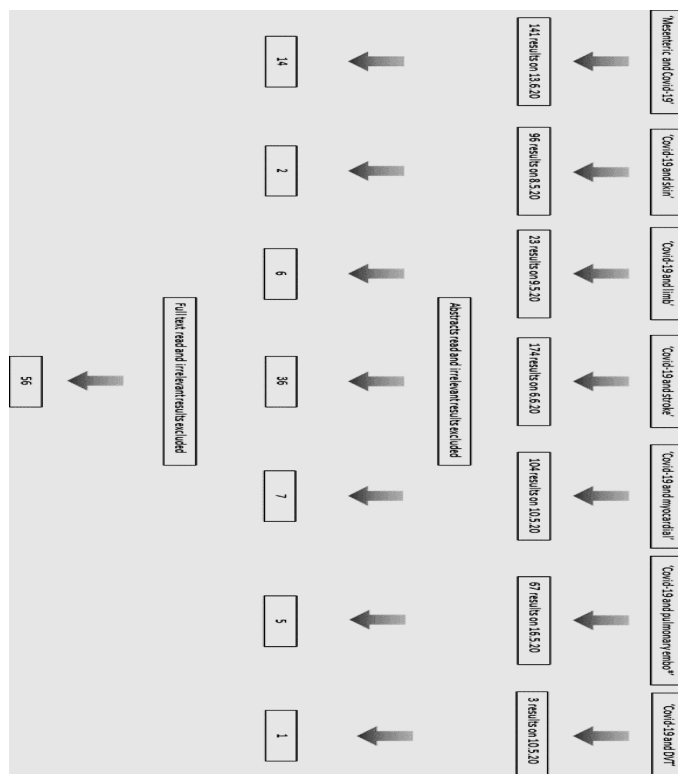 ‘Mesenteric and Covid-19’
‘Covid-19 and skin’
‘Covid-19 and limb’
‘Covid-19 and stroke’
‘Covid-19 and myocardial’
‘Covid-19 and pulmonary embo*’
‘Covid-19 and DVT’
141 results on 13.6.20
96 results on 8.5.20
23 results on 9.5.20
174 results on 6.6.20
104 results on 10.5.20
67 results on 16.5.20
3 results on 10.5.20
Abstracts read and irrelevant results excluded
14
2
6
36
7
5
1
Full text read and irrelevant results excluded
56